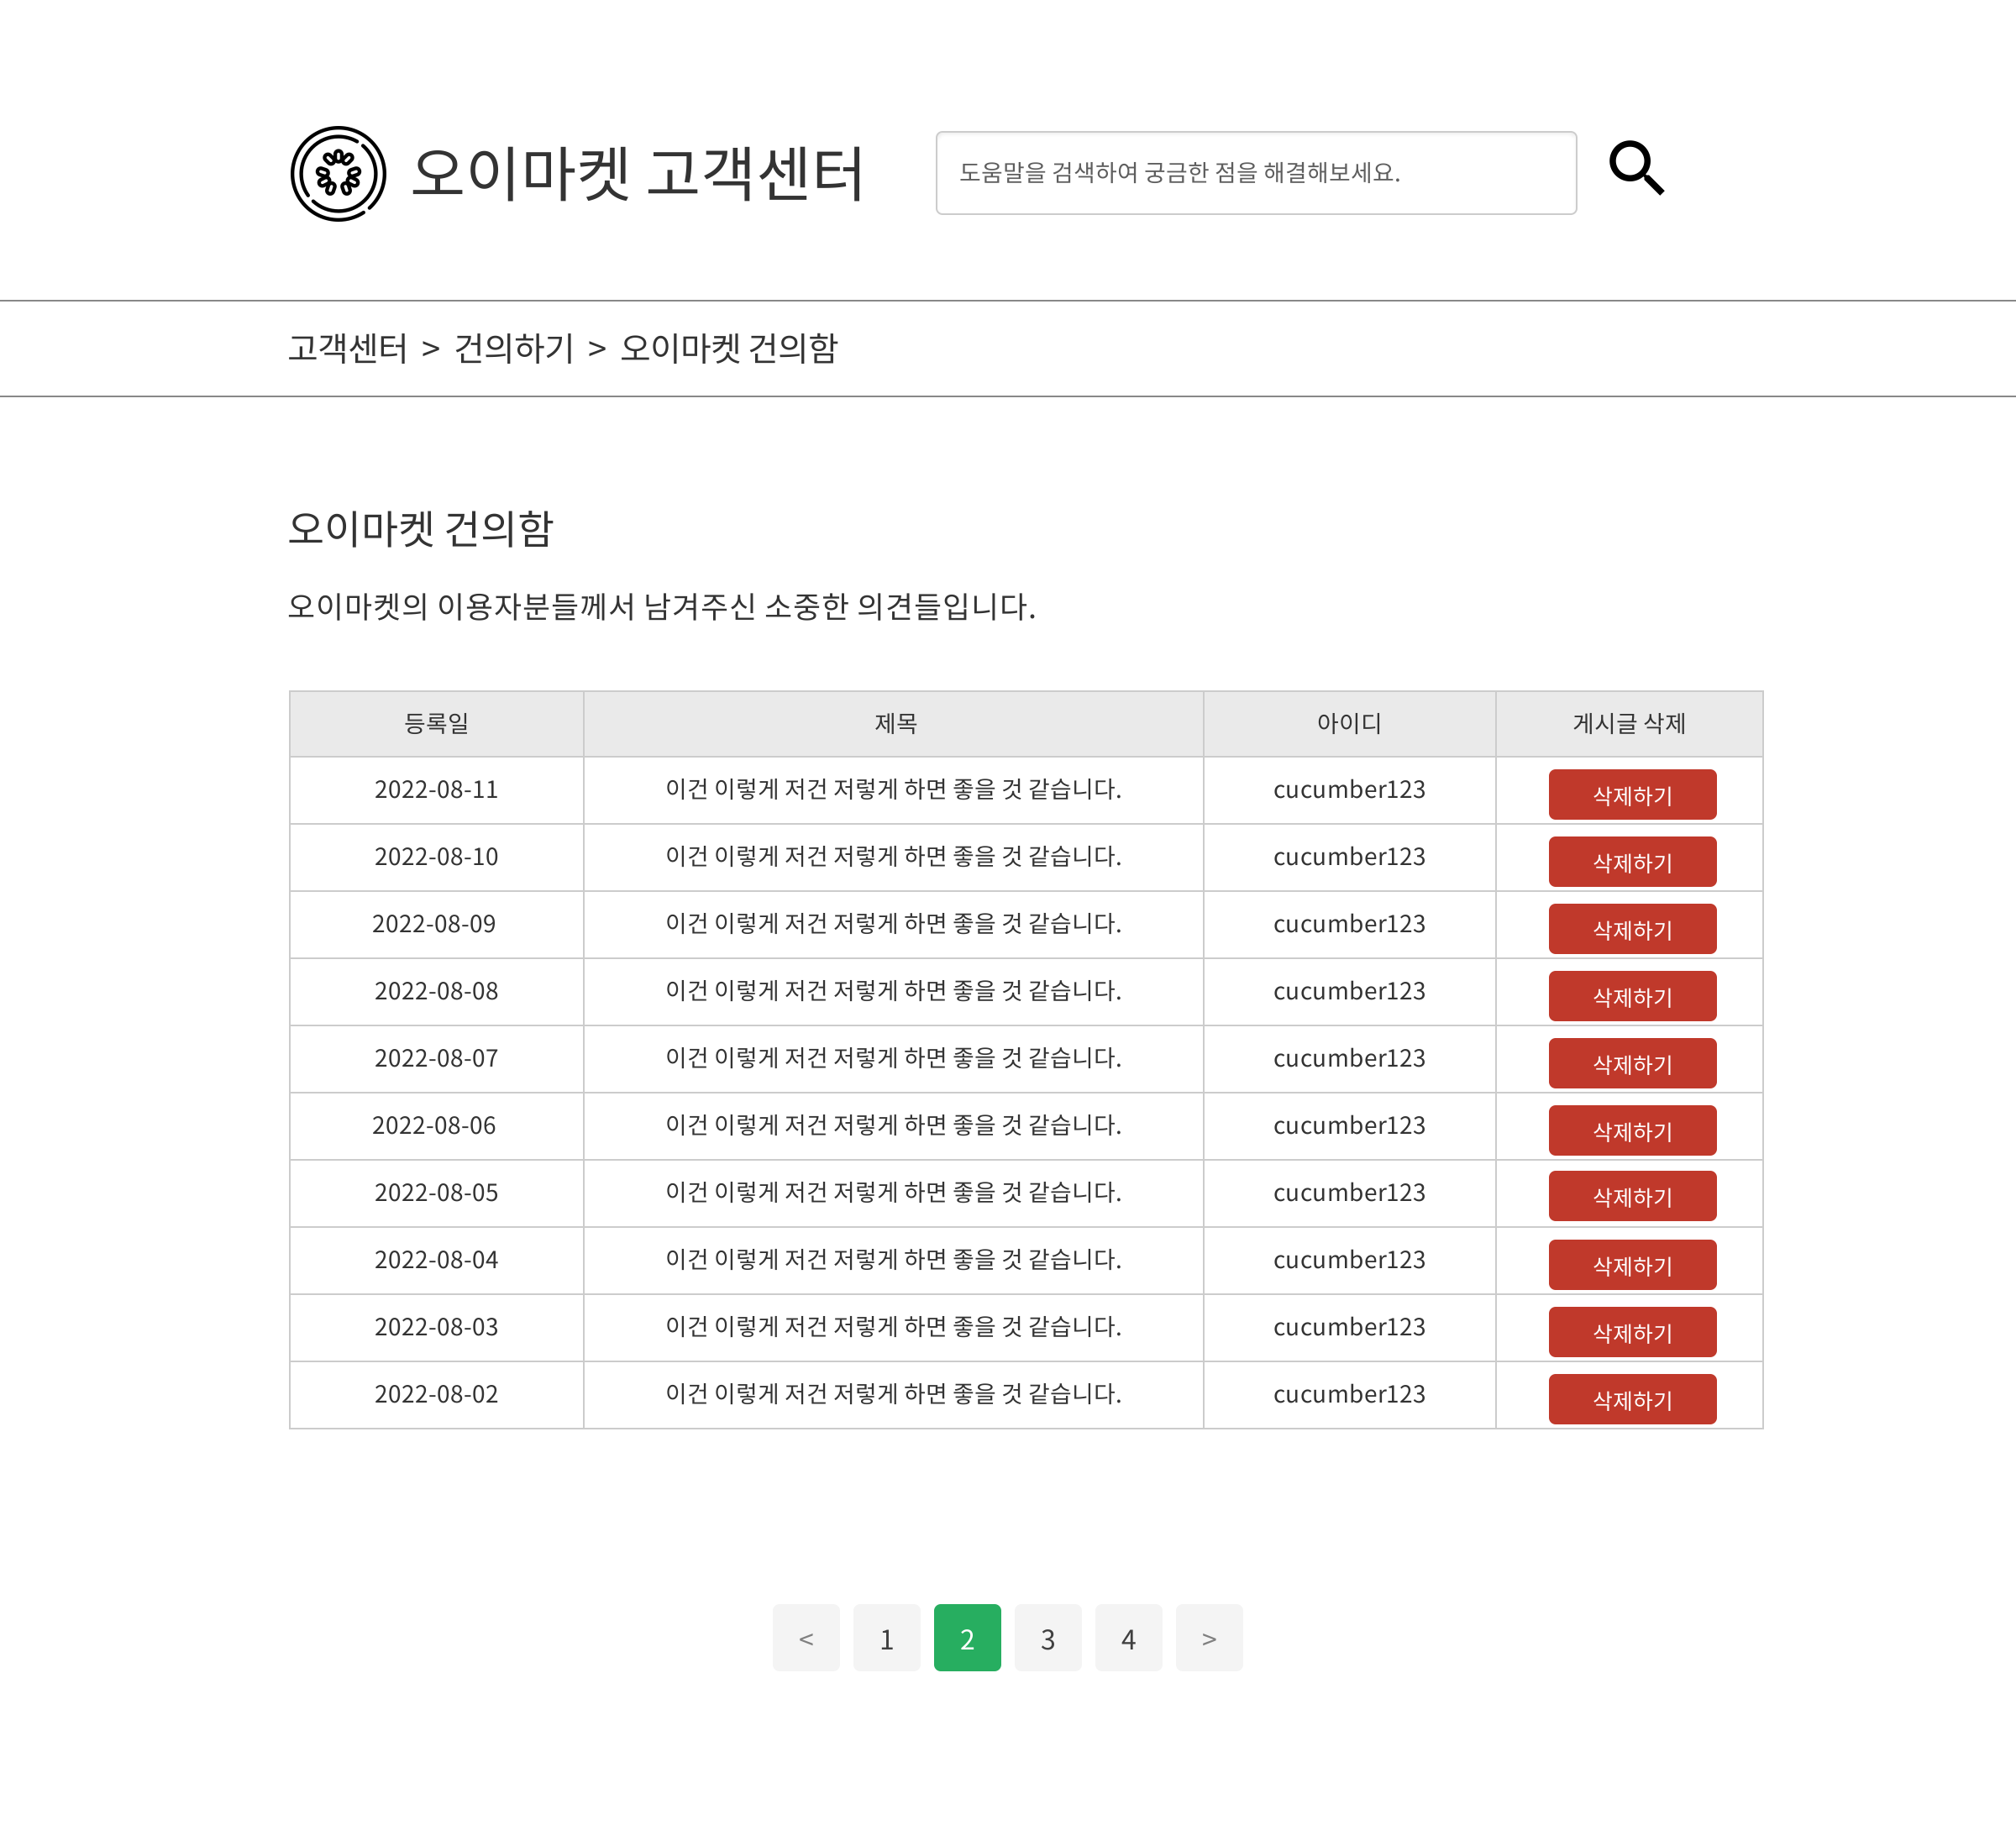 오이마켓 고객센터
도움말을 검색하여 궁금한 점을 해결해보세요.
고객센터 > 건의하기 > 오이마켓 건의함
오이마켓 건의함
오이마켓의 이용자분들께서 남겨주신 소중한 의견들입니다.
등록일 제목 아이디 게시글 삭제
2022-08-11 이건 이렇게 저건 저렇게 하면 좋을 것 같습니다. cucumber123 삭제하기
2022-08-10 이건 이렇게 저건 저렇게 하면 좋을 것 같습니다. cucumber123 삭제하기
2022-08-09 이건 이렇게 저건 저렇게 하면 좋을 것 같습니다. cucumber123 삭제하기
2022-08-08 이건 이렇게 저건 저렇게 하면 좋을 것 같습니다. cucumber123 삭제하기
2022-08-07 이건 이렇게 저건 저렇게 하면 좋을 것 같습니다. cucumber123 삭제하기
2022-08-06 이건 이렇게 저건 저렇게 하면 좋을 것 같습니다. cucumber123 삭제하기
2022-08-05 이건 이렇게 저건 저렇게 하면 좋을 것 같습니다. cucumber123 삭제하기
2022-08-04 이건 이렇게 저건 저렇게 하면 좋을 것 같습니다. cucumber123 삭제하기
2022-08-03 이건 이렇게 저건 저렇게 하면 좋을 것 같습니다. cucumber123 삭제하기
2022-08-02 이건 이렇게 저건 저렇게 하면 좋을 것 같습니다. cucumber123 삭제하기
< 1 2 3 4 >